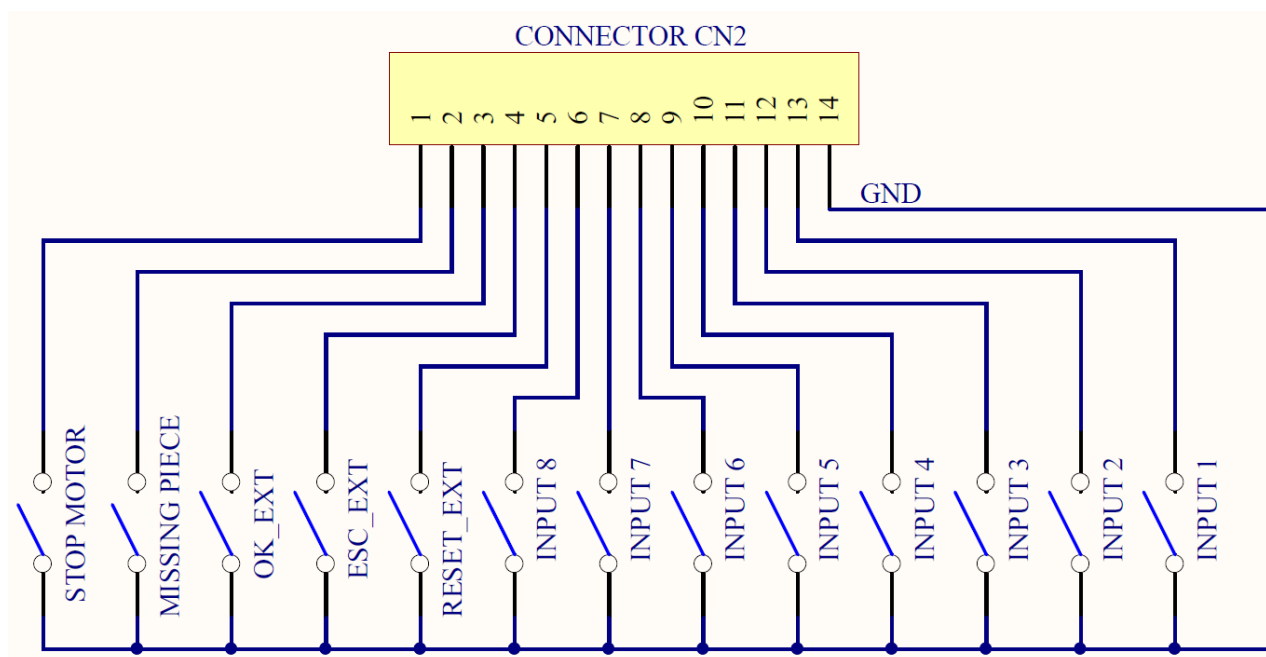 CONNECTOR CN2
1 2 3 4 5 6 7 8 9 10 11 12 13 14
GND
STOP MOTOR
MISSING PIECE
OK_EXT
ESC_EXT
RESET_EXT
INPUT 8
INPUT 7
INPUT 6
INPUT 5
INPUT 4
INPUT 3
INPUT 2
INPUT 1